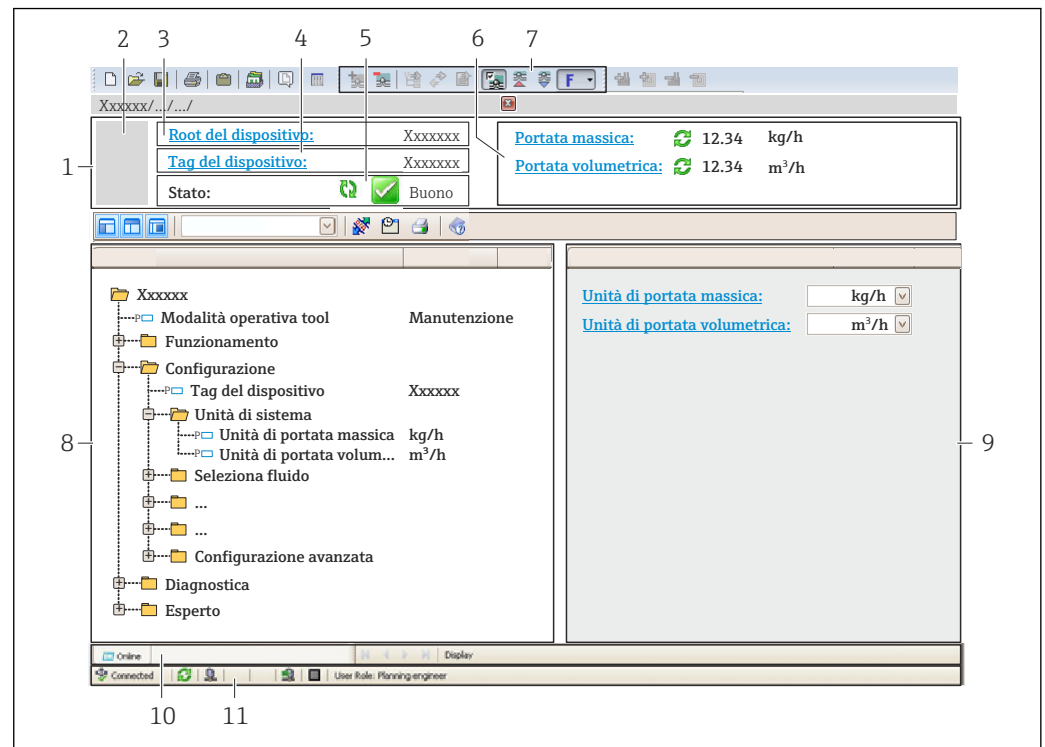 2 3 4 5 6 7
F
Xxxxxx/.../.../
1
Root del dispositivo: Xxxxxxx
Tag del dispositivo: Xxxxxxx
Stato: Buono
Portata massica: 12.34 kg/h
Portata volumetrica: 12.34 m³/h
Xxxxxx
P Modalità operativa tool Manutenzione
Funzionamento
Configurazione
P Tag del dispositivo Xxxxxx
Unità di sistema
P Unità di portata massica kg/h
P Unità di portata volum... m³/h
Seleziona fluido
...
...
Configurazione avanzata
Diagnostica
Esperto
8
Unità di portata massica: kg/h
Unità di portata volumetrica: m³/h
9
Online Display
Connected User Role: Planning engineer
10 11